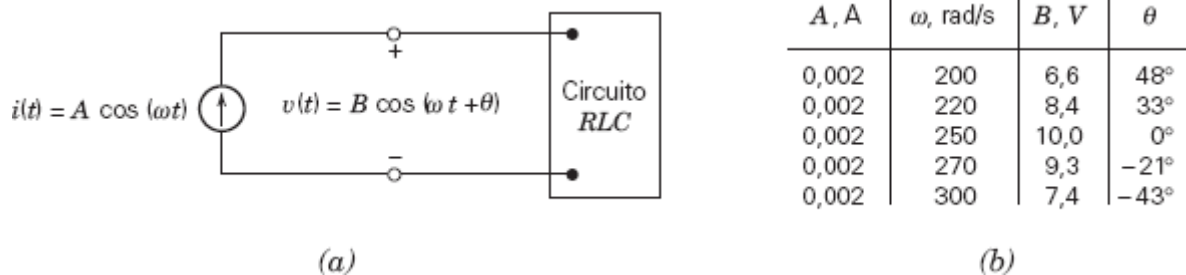 i(t) = A cos (ωt)
+
v(t) = B cos (ω t +θ)
−
Circuito
RLC
(a)
A, A ω, rad/s B, V θ
0,002 200 6,6 48°
0,002 220 8,4 33°
0,002 250 10,0 0°
0,002 270 9,3 −21°
0,002 300 7,4 −43°
(b)